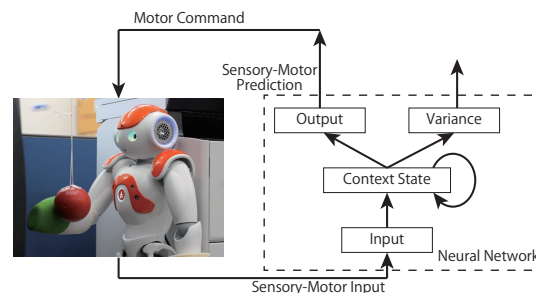 Motor Command
Sensory-Motor
Prediction
Output
Variance
Context State
Input
Neural Network
Sensory-Motor Input